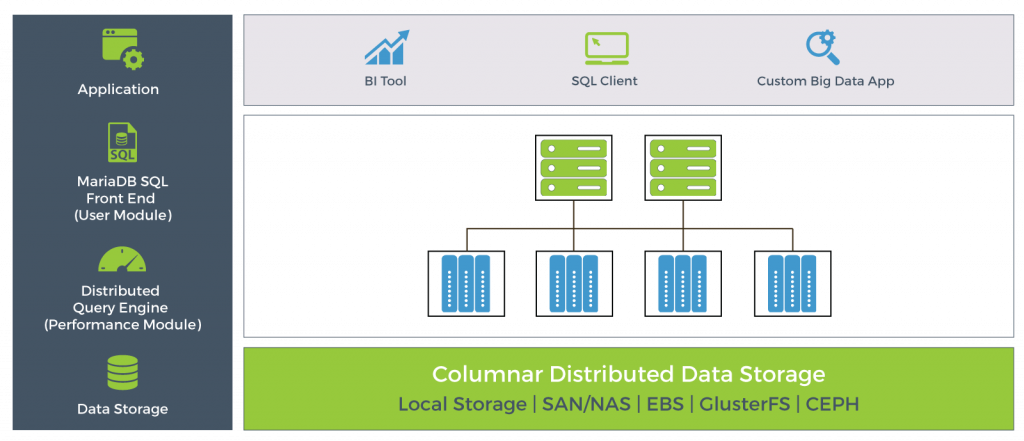 Application
SQL
MariaDB SQL
Front End
(User Module)
Distributed
Query Engine
(Performance Module)
Data Storage
BI Tool
SQL Client
Custom Big Data App
Columnar Distributed Data Storage
Local Storage | SAN/NAS | EBS | GlusterFS | CEPH